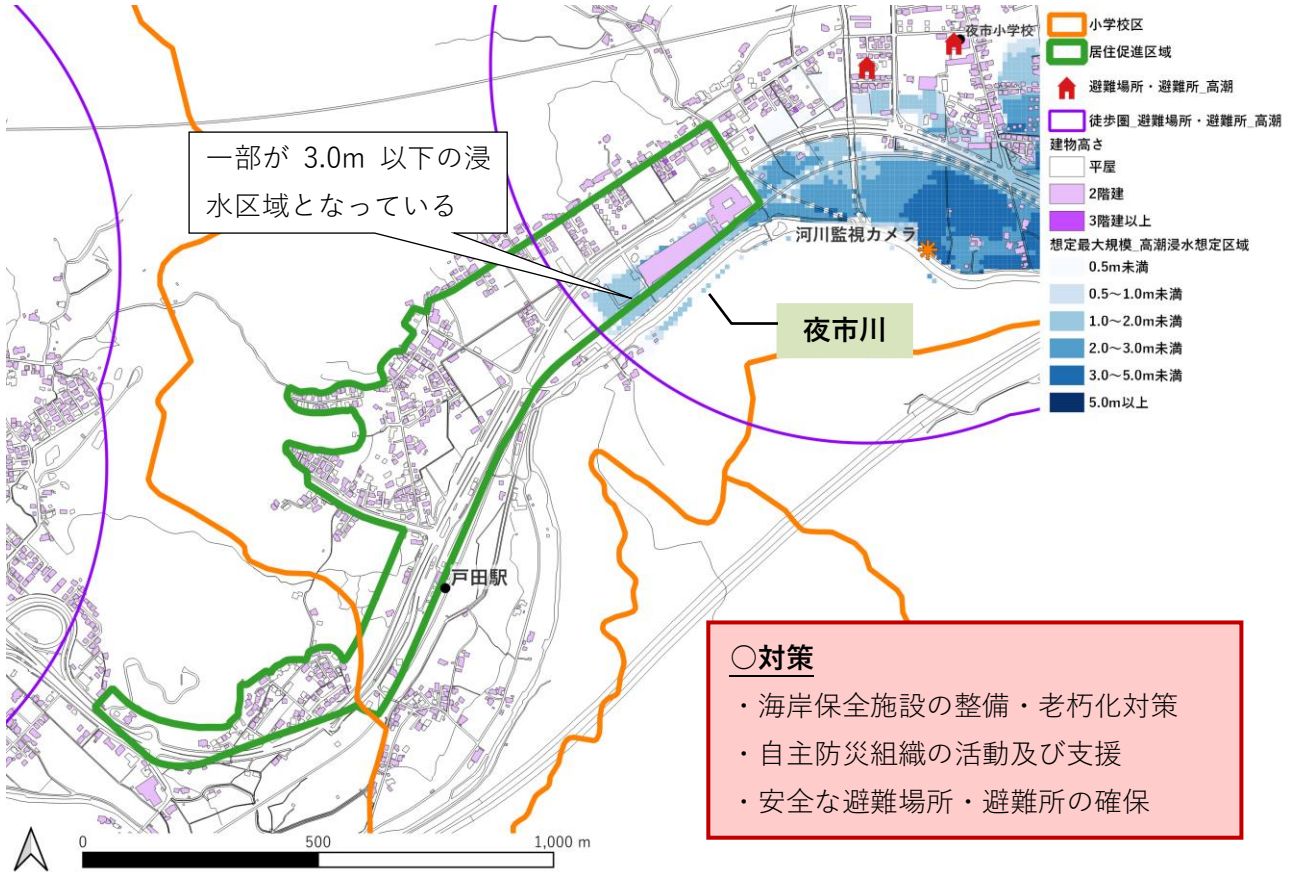 一部が 3.0m 以下の浸
水区域となっている
夜市小学校
河川監視カメラ
夜市川
戸田駅
小学校区
居住促進区域
避難場所・避難所_高潮
徒歩圏_避難場所・避難所_高潮
建物高さ
平屋
2階建
3階建以上
想定最大規模_高潮浸水想定区域
0.5m未満
0.5～1.0m未満
1.0～2.0m未満
2.0～3.0m未満
3.0～5.0m未満
5.0m以上
○対策
・海岸保全施設の整備・老朽化対策
・自主防災組織の活動及び支援
・安全な避難場所・避難所の確保
0 500 1,000 m